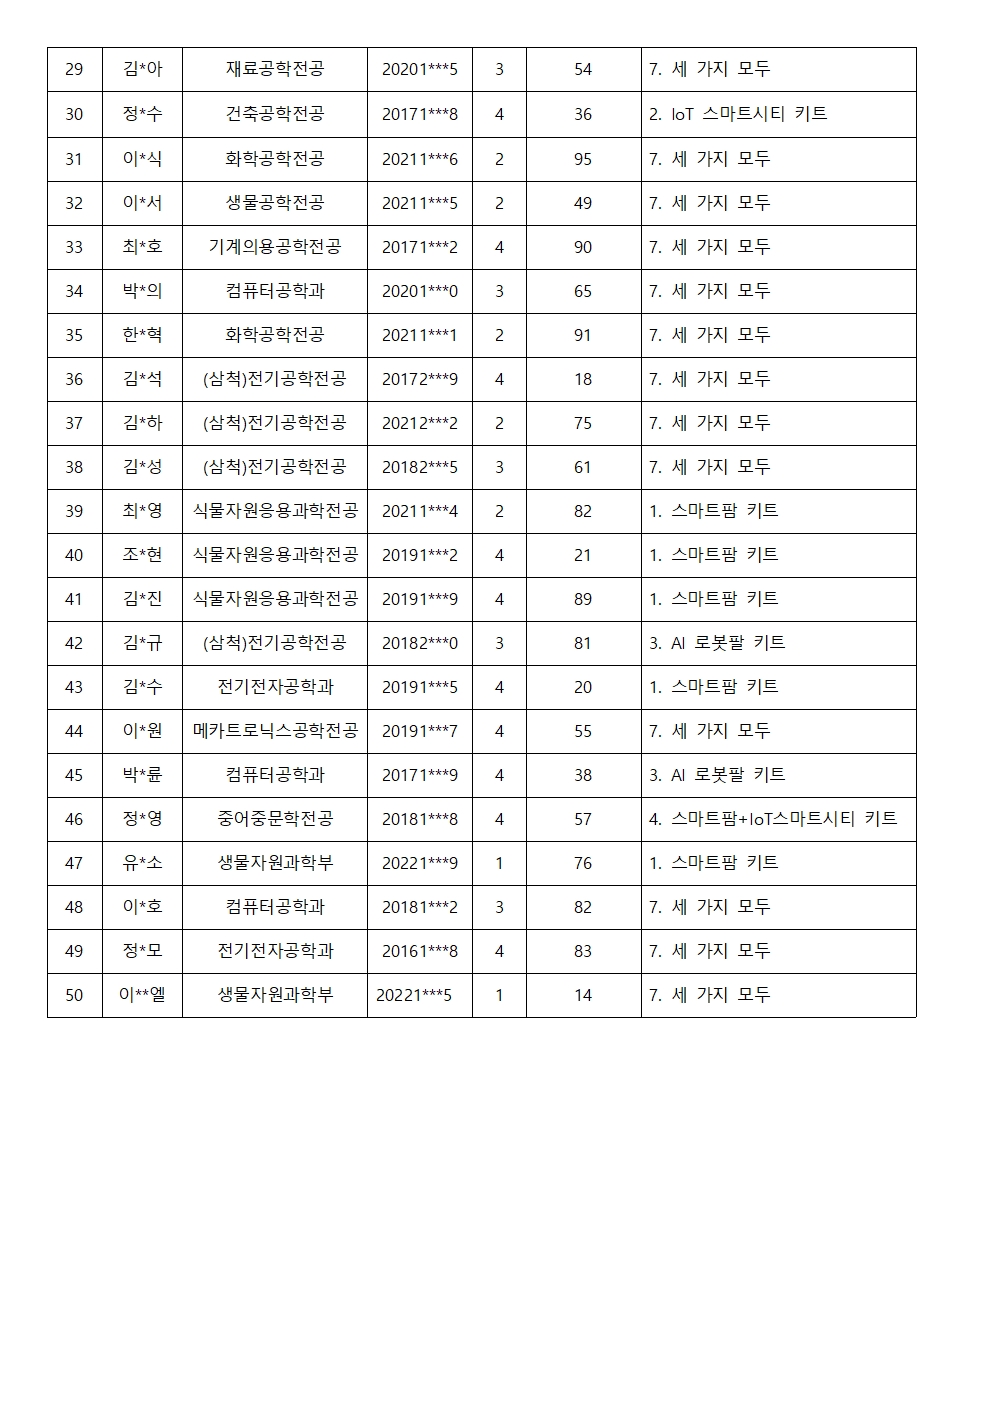 29 김*아 재료공학전공 20201***5 3 54 7. 세 가지 모두
30 정*수 건축공학전공 20171***8 4 36 2. IoT 스마트시티 키트
31 이*식 화학공학전공 20211***6 2 95 7. 세 가지 모두
32 이*서 생물공학전공 20211***5 2 49 7. 세 가지 모두
33 최*호 기계의용공학전공 20171***2 4 90 7. 세 가지 모두
34 박*의 컴퓨터공학과 20201***0 3 65 7. 세 가지 모두
35 한*혁 화학공학전공 20211***1 2 91 7. 세 가지 모두
36 김*석 (삼척)전기공학전공 20172***9 4 18 7. 세 가지 모두
37 김*하 (삼척)전기공학전공 20212***2 2 75 7. 세 가지 모두
38 김*성 (삼척)전기공학전공 20182***5 3 61 7. 세 가지 모두
39 최*영 식물자원응용과학전공 20211***4 2 82 1. 스마트팜 키트
40 조*현 식물자원응용과학전공 20191***2 4 21 1. 스마트팜 키트
41 김*진 식물자원응용과학전공 20191***9 4 89 1. 스마트팜 키트
42 김*규 (삼척)전기공학전공 20182***0 3 81 3. AI 로봇팔 키트
43 김*수 전기전자공학과 20191***5 4 20 1. 스마트팜 키트
44 이*원 메카트로닉스공학전공 20191***7 4 55 7. 세 가지 모두
45 박*륜 컴퓨터공학과 20171***9 4 38 3. AI 로봇팔 키트
46 정*영 중어중문학전공 20181***8 4 57 4. 스마트팜+IoT스마트시티 키트
47 유*소 생물자원과학부 20221***9 1 76 1. 스마트팜 키트
48 이*호 컴퓨터공학과 20181***2 3 82 7. 세 가지 모두
49 정*모 전기전자공학과 20161***8 4 83 7. 세 가지 모두
50 이**엘 생물자원과학부 20221***5 1 14 7. 세 가지 모두